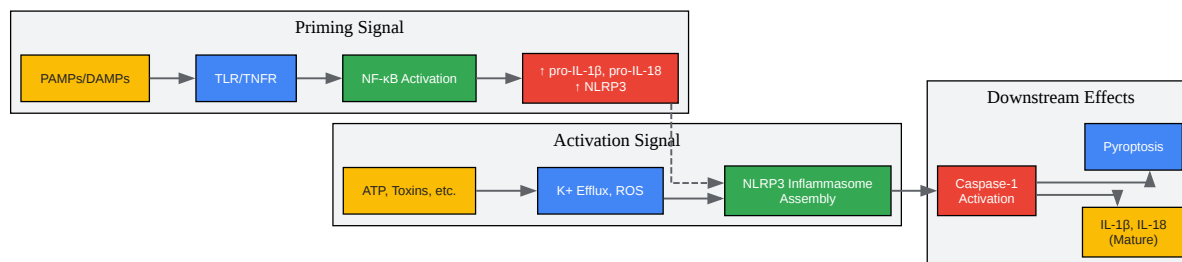 Priming Signal
PAMPs/DAMPs
TLR/TNFR
NF-κB Activation
↑ pro-IL-1β, pro-IL-18
↑ NLRP3
Activation Signal
ATP, Toxins, etc.
K+ Efflux, ROS
NLRP3 Inflammasome
Assembly
Downstream Effects
Caspase-1
Activation
Pyroptosis
IL-1β, IL-18
(Mature)